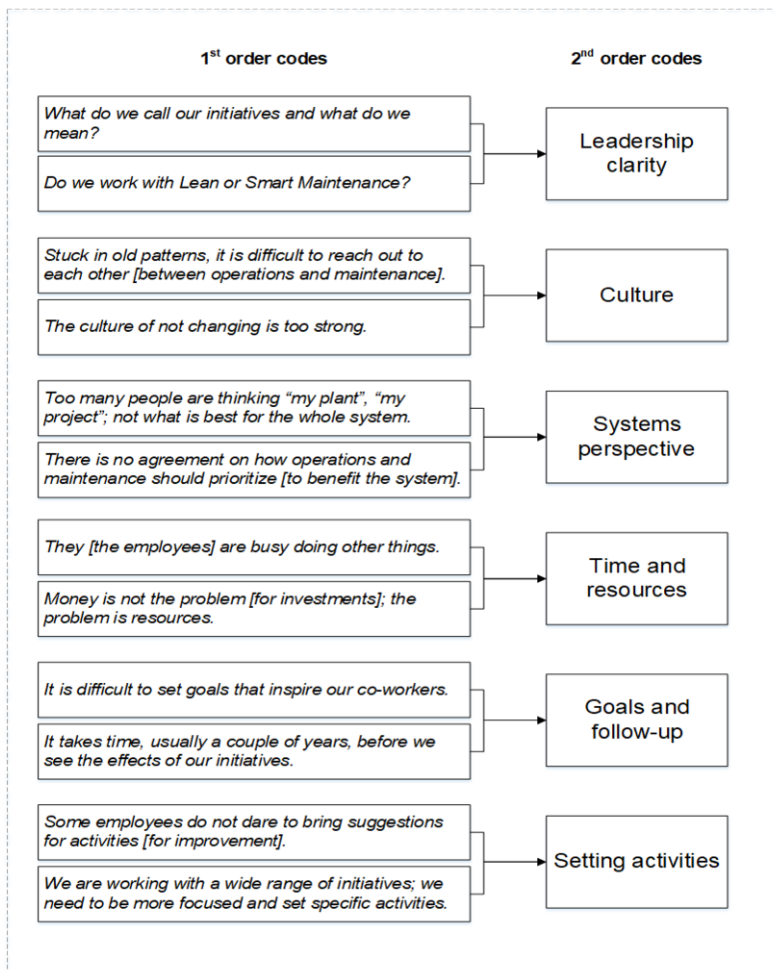 1st order codes
2nd order codes
What do we call our initiatives and what do we
mean?
Do we work with Lean or Smart Maintenance?
Leadership
clarity
Stuck in old patterns, it is difficult to reach out to
each other [between operations and maintenance].
The culture of not changing is too strong.
Culture
Too many people are thinking “my plant”, “my
project”; not what is best for the whole system.
There is no agreement on how operations and
maintenance should prioritize [to benefit the system].
Systems
perspective
They [the employees] are busy doing other things.
Money is not the problem [for investments]; the
problem is resources.
Time and
resources
It is difficult to set goals that inspire our co-workers.
It takes time, usually a couple of years, before we
see the effects of our initiatives.
Goals and
follow-up
Some employees do not dare to bring suggestions
for activities [for improvement].
We are working with a wide range of initiatives; we
need to be more focused and set specific activities.
Setting activities